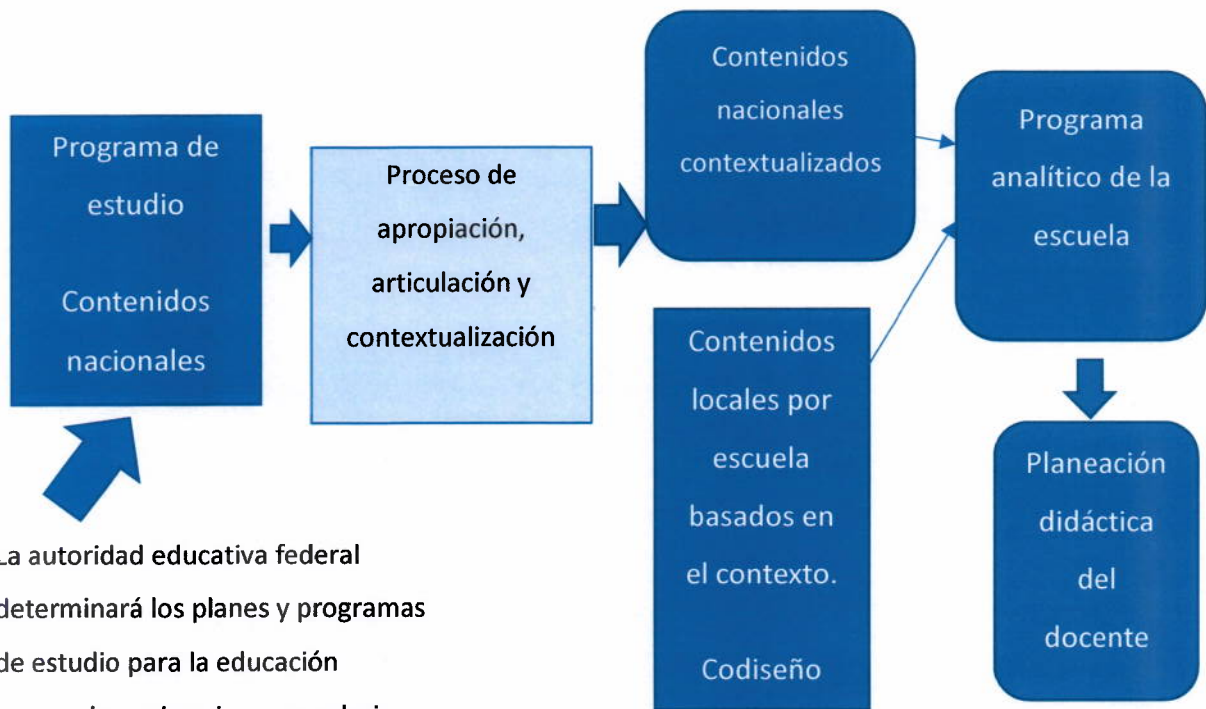 Programa de
estudio
Contenidos
nacionales
Proceso de
apropiación,
articulación y
contextualización
Contenidos
nacionales
contextualizados
Contenidos
locales por
escuela
basados en
el contexto.
Codiseño
Programa
analítico de la
escuela
Planeación
didáctica
del
docente
La autoridad educativa federal
determinará los planes y programas
de estudio para la educación